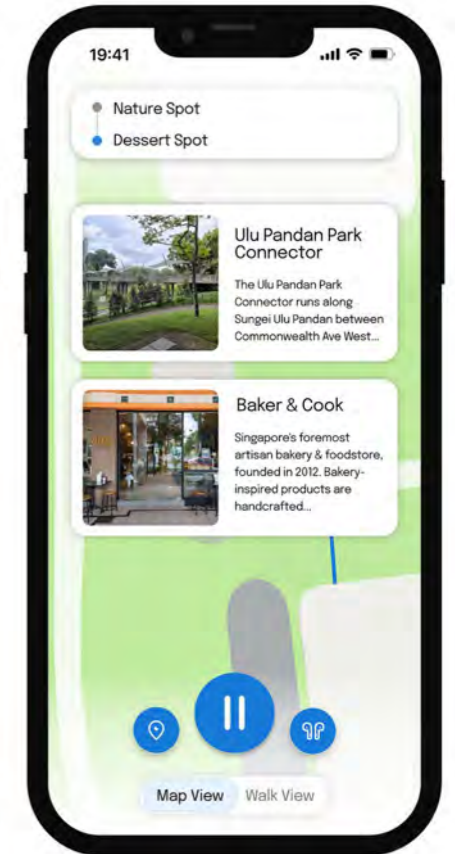 19:41
Nature Spot
Dessert Spot
Ulu Pandan Park
Connector
The Ulu Pandan Park
Connector runs along
Sungei Ulu Pandan between
Commonwealth Ave West...
Baker & Cook
Singapore's foremost
artisan bakery & foodstore,
founded in 2012. Bakery-
inspired products are
handcrafted...
Map View Walk View